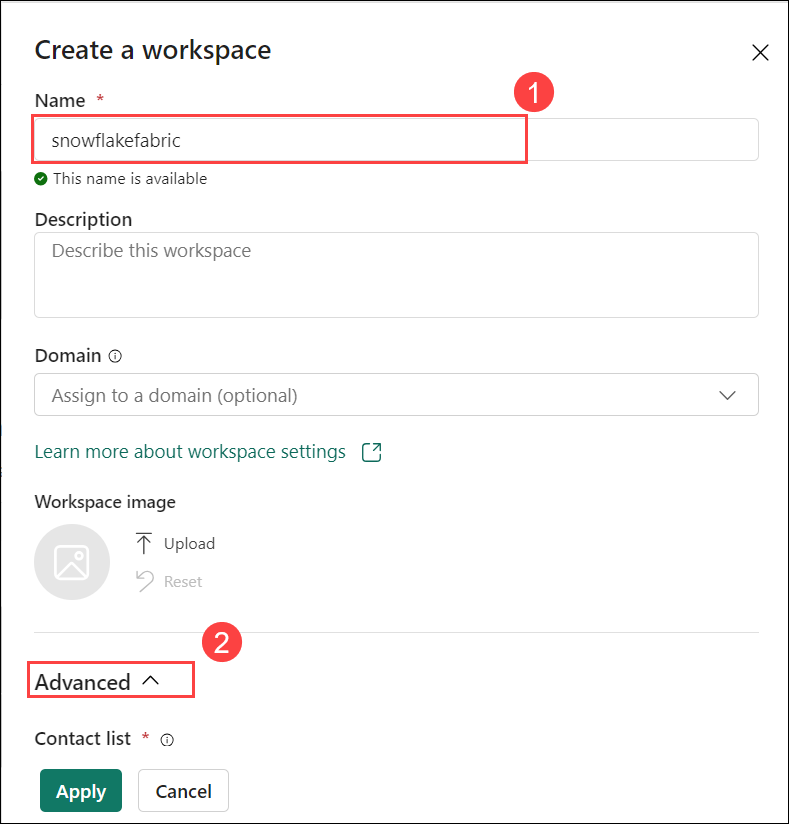 Create a workspace
Name *
1
snowflakefabric
This name is available
Description
Describe this workspace
Domain
Assign to a domain (optional)
Learn more about workspace settings
Workspace image
Upload
Reset
2
Advanced
Contact list *
Apply Cancel